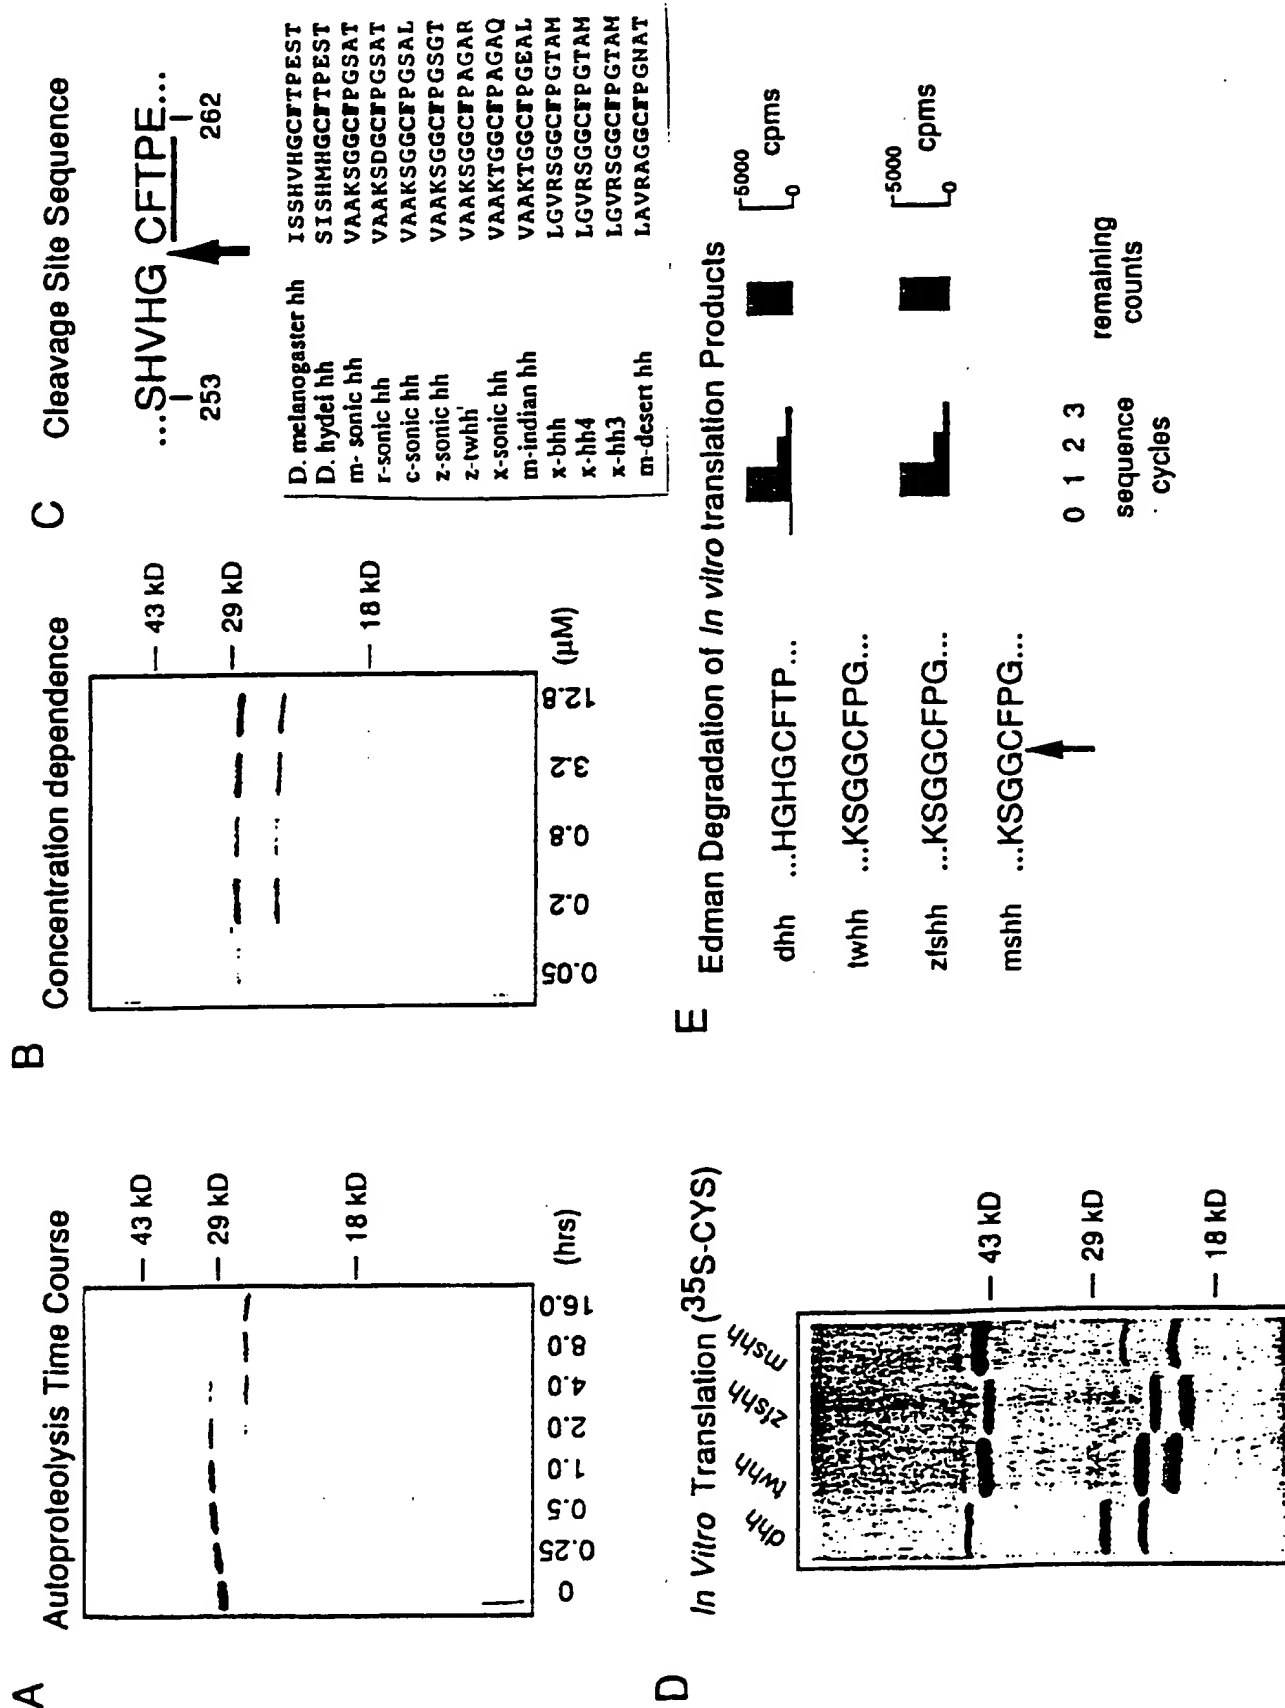 A
Autoproteolysis Time Course
43 kD
29 kD
18 kD
0 0.25 0.5 1.0 2.0 4.0 8.0 16.0 (hrs)
B
Concentration dependence
43 kD
29 kD
18 kD
0.05 0.2 0.8 3.2 12.8 (µM)
C
Cleavage Site Sequence
...SHVHG CFTPE...
253 262
D. melanogaster hh ISSHVHGCFTPEST
D. hydei hh SISHMHGCFTPEST
m- sonic hh VAAKSGGCFPGSAT
r-sonic hh VAAKSDGCFPGSAT
c-sonic hh VAAKSGGCFPGSAL
z-sonic hh VAAKSGGCFPGSGT
z-twhh' VAAKSGGCFPAGAR
x-sonic hh VAAKTGGCFPAGAQ
m-indian hh VAAKTGGCFPGEAL
x-bhh LGVRSGGCFPGTAM
x-hh4 LGVRSGGCFPGTAM
x-hh3 LGVRSGGCFPGTAM
m-desert hh LAVRAGGCFPGNAT
D
In Vitro Translation (35S-CYS)
dhh twhh zfshh mshh
43 kD
29 kD
18 kD
E
Edman Degradation of In vitro translation Products
dhh ...HGHGCFTP...
twhh ...KSGGCFPG...
zfshh ...KSGGCFPG...
mshh ...KSGGCFPG...
5000
cpms
0
5000
cpms
0
0 1 2 3
sequence
cycles
remaining
counts